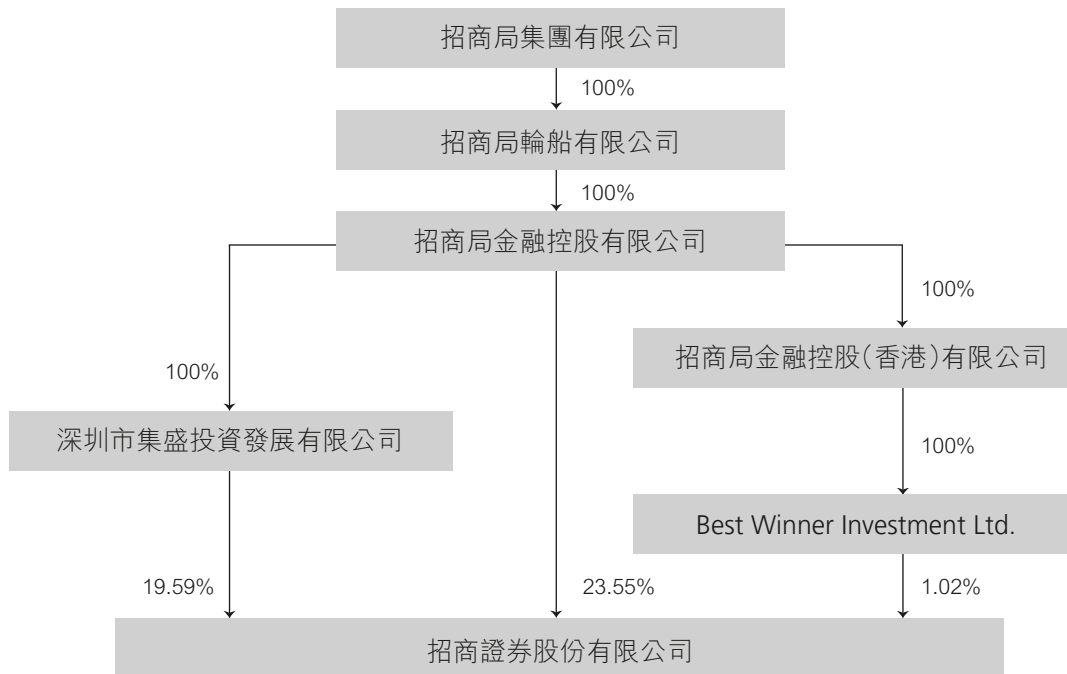 招商局集團有限公司
100%
招商局輪船有限公司
100%
招商局金融控股有限公司
100%
招商局金融控股(香港)有限公司
100%
深圳市集盛投資發展有限公司
100%
Best Winner Investment Ltd.
19.59%
23.55%
1.02%
招商證券股份有限公司